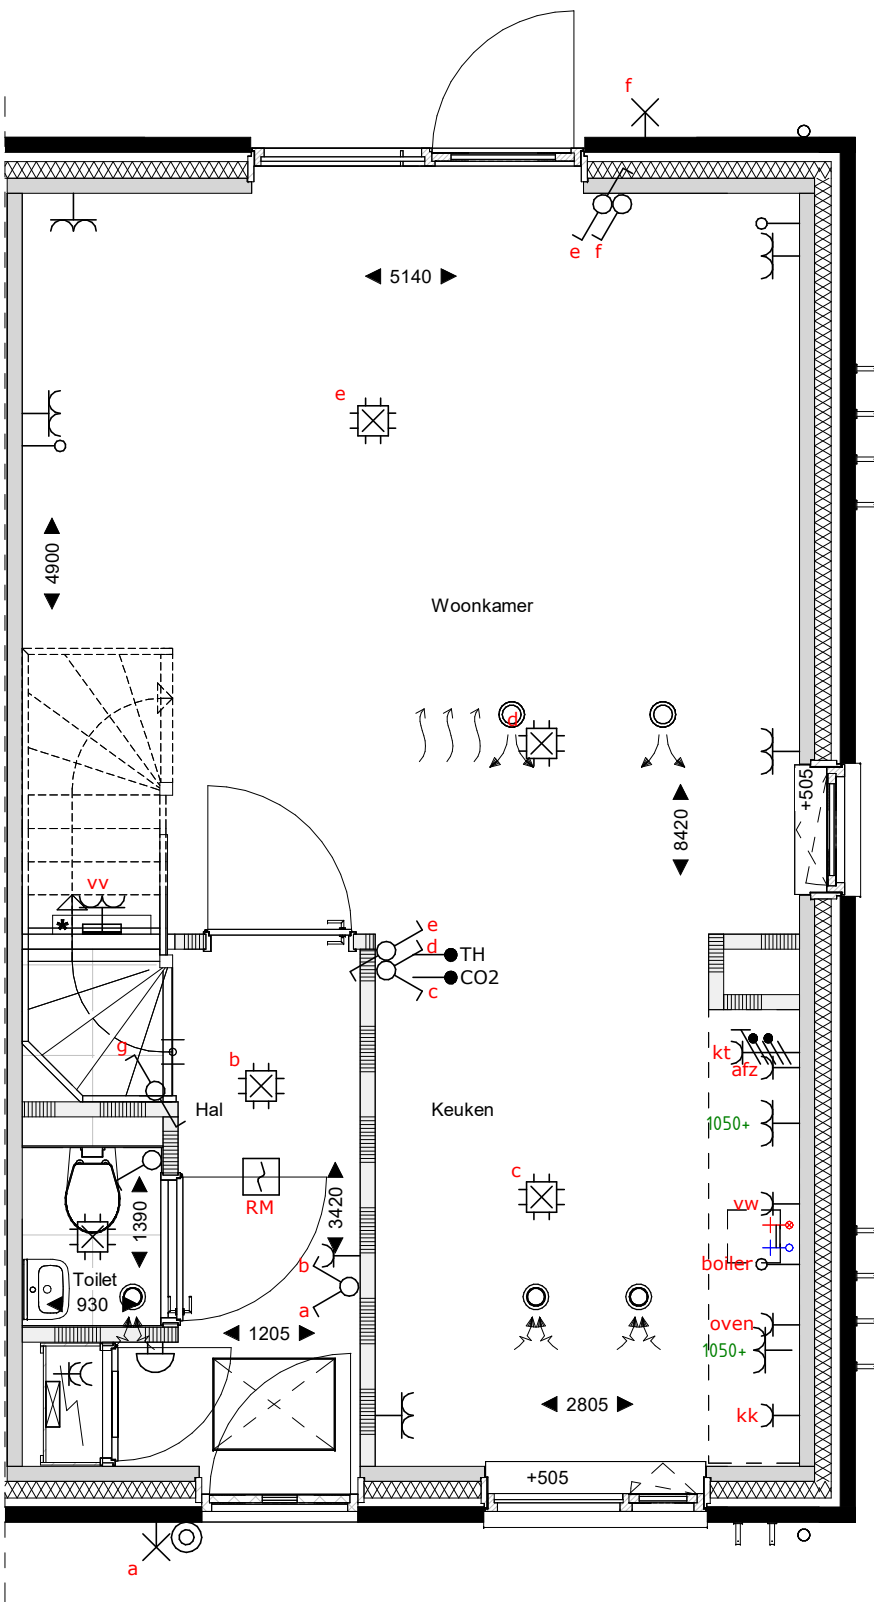 f
e f
5140
e
4900
Woonkamer
d
+505
8420
vv
*
e
d
TH
CO2
c
g
b
kt
afz
Hal
Keuken
1050+
c
RM
1390
3420
vw
b
boiler
Toilet
930
a
oven
1205
1050+
2805
kk
+505
a